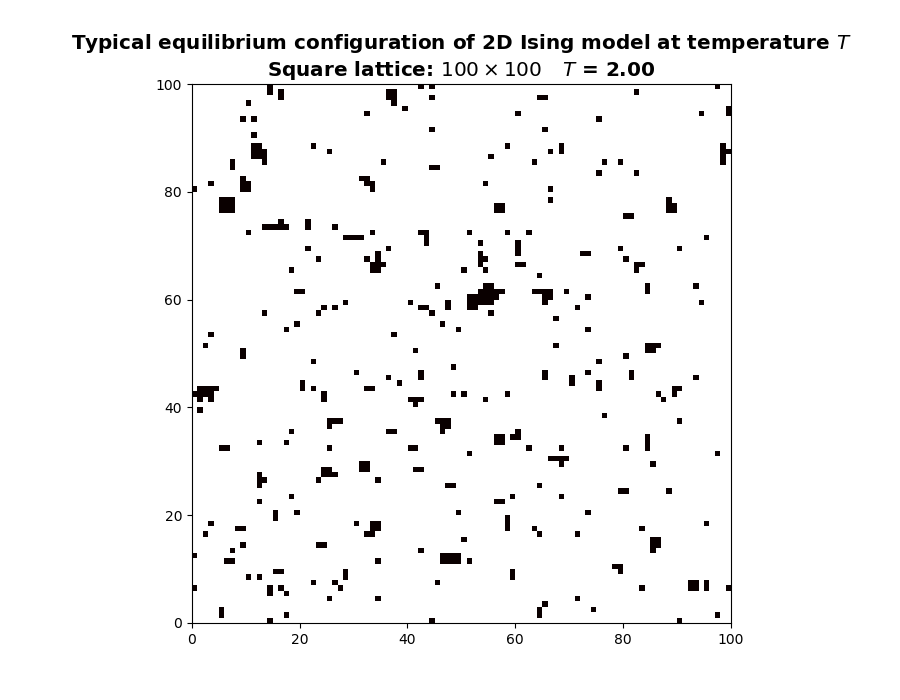 Typical equilibrium configuration of 2D Ising model at temperature T
Square lattice: 100 × 100 T = 2.00
100
80
60
40
20
0
0 20 40 60 80 100